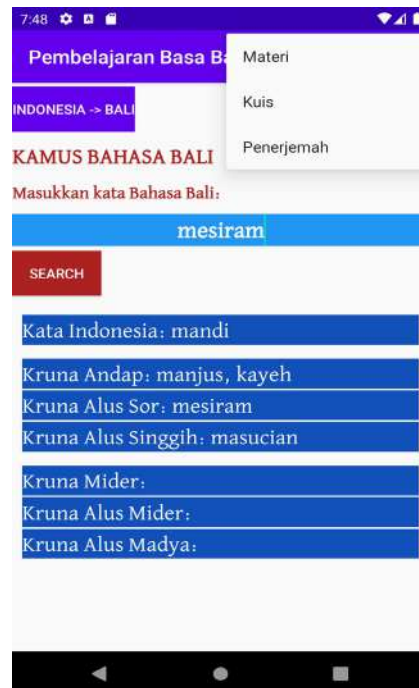 7:48
Pembelajaran Basa Ba
Materi
Kuis
Penerjemah
INDONESIA -> BALI
KAMUS BAHASA BALI
Masukkan kata Bahasa Bali:
mesiram
SEARCH
Kata Indonesia: mandi
Kruna Andap: manjus, kayeh
Kruna Alus Sor: mesiram
Kruna Alus Singgih: masucian
Kruna Mider:
Kruna Alus Mider:
Kruna Alus Madya: